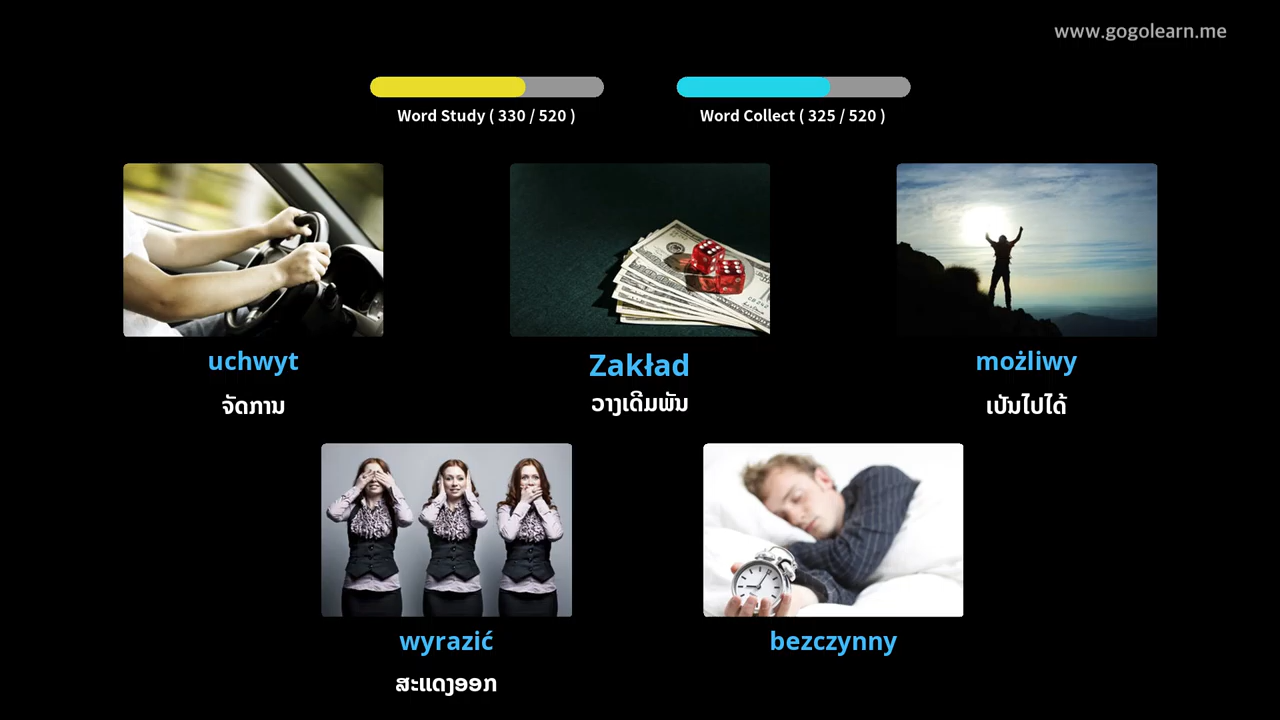 www.gogolearn.me
Word Study ( 330 / 520 )
Word Collect ( 325 / 520 )
uchwyt
Zakład
możliwy
ຈັດການ
ວາງເດີມພັນ
ເປັນໄປໄດ້
wyrazić
bezczynny
ສະແດງອອກ